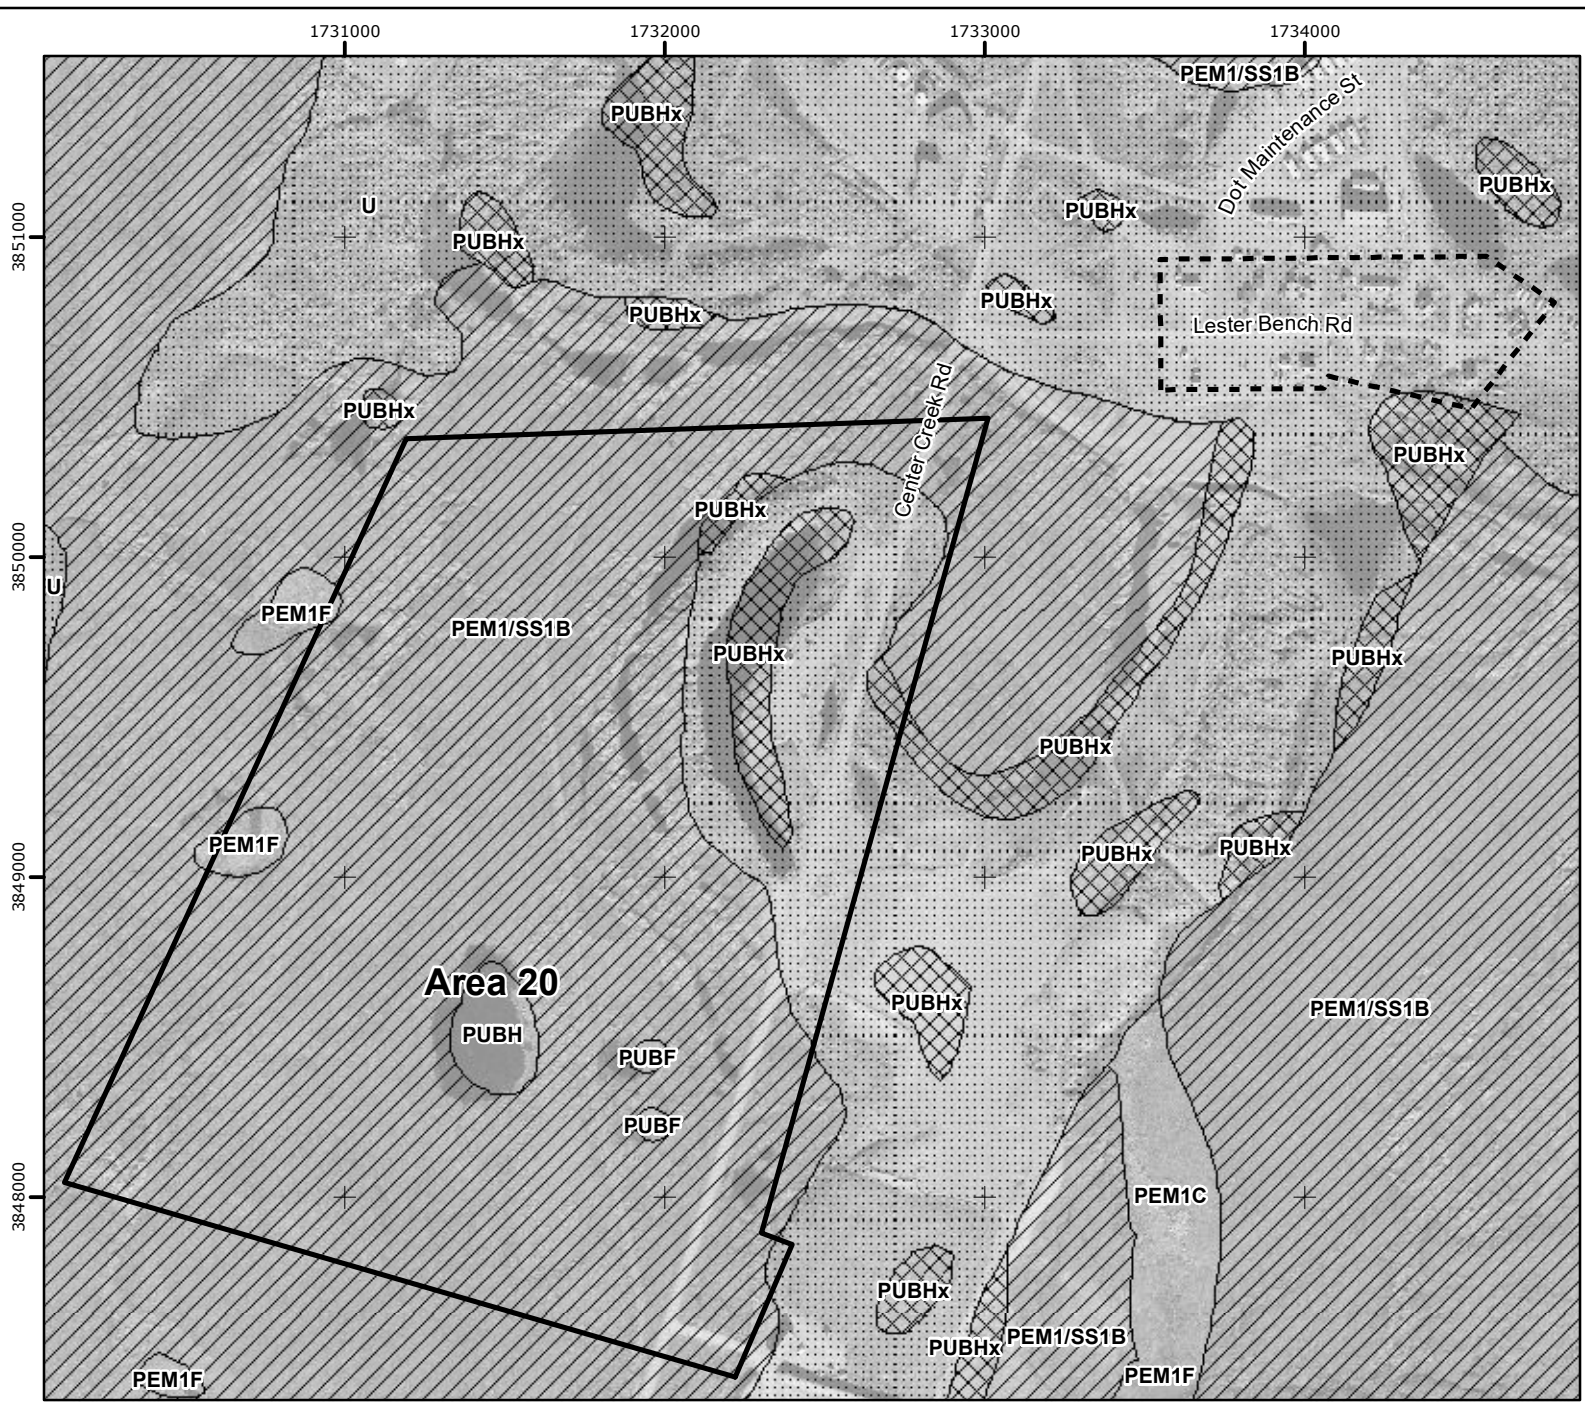 1731000 1732000 1733000 1734000
PEM1/SS1B
PUBHx
Dot Maintenance St
PUBHx
U
PUBHx
3851000
PUBHx
PUBHx
PUBHx
Lester Bench Rd
Center Creek Rd
PUBHx
PUBHx
PUBHx
3850000
U
PEM1F
PEM1/SS1B
PUBHx
PUBHx
PUBHx
PEM1F
PUBHx
PUBHx
3849000
Area 20
PUBHx
PEM1/SS1B
PUBH
PUBF
PUBF
3848000
PEM1C
PUBHx
PEM1/SS1B
PUBHx
PEM1F
PEM1F